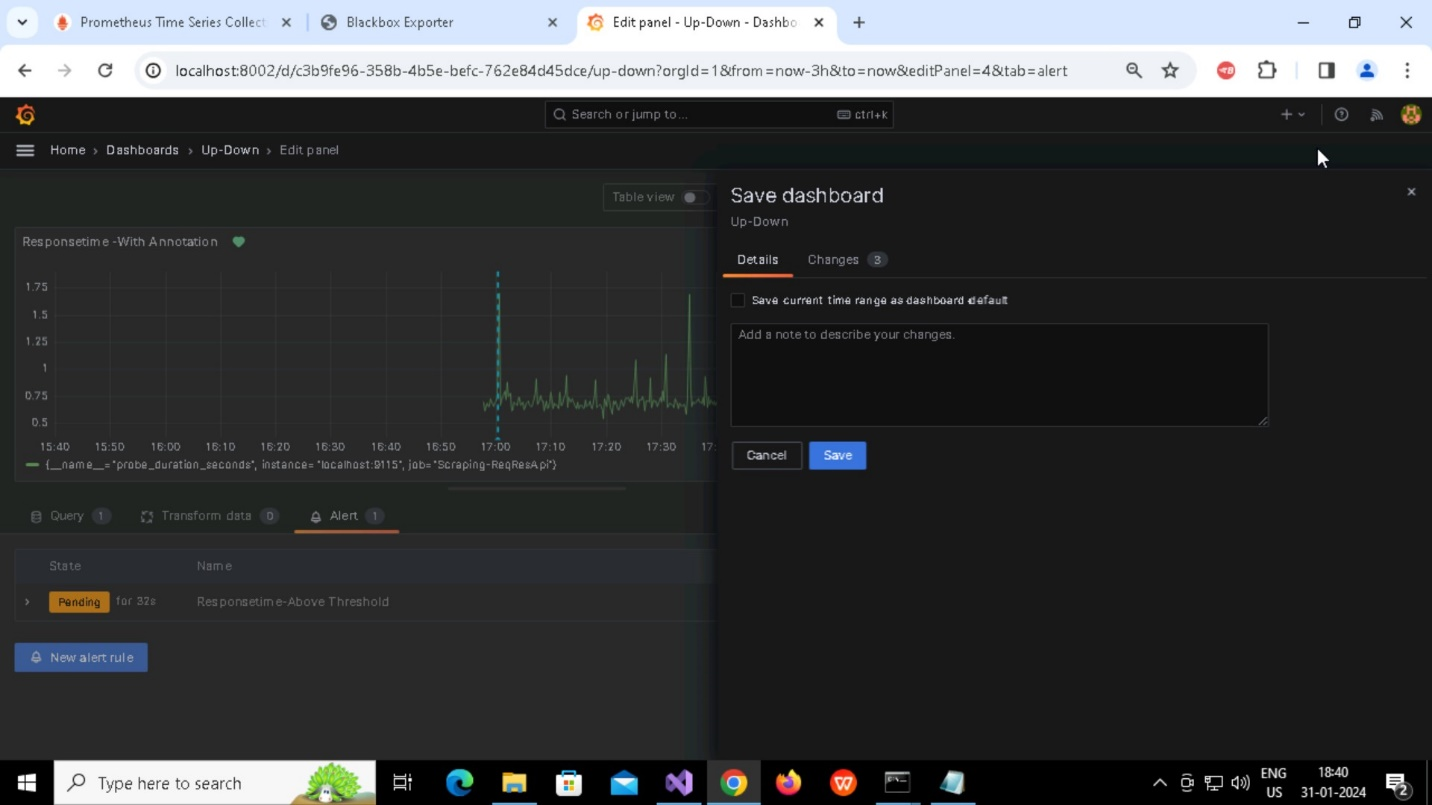 Prometheus Time Series Collect
Blackbox Exporter
Edit panel - Up-Down - Dashbo
localhost:8002/d/c3b9fe96-358b-4b5e-befc-762e84d45dce/up-down?orgId=1&from=now-3h&to=now&editPanel=4&tab=alert
Search or jump to...
ctrl+k
Home › Dashboards › Up-Down › Edit panel
Table view
Save dashboard
Up-Down
Details
Changes 3
Save current time range as dashboard default
Add a note to describe your changes.
Cancel
Save
Responsetime -With Annotation
1.75
1.5
1.25
1
0.75
0.5
15:40 15:50 16:00 16:10 16:20 16:30 16:40 16:50 17:00 17:10 17:20 17:30 17:
{__name__="probe_duration_seconds", instance="localhost:9115", job="Scraping-ReqResApi"}
Query 1
Transform data 0
Alert 1
State
Name
Pending for 32s
Responsetime-Above Threshold
New alert rule
Type here to search
ENG
US
18:40
31-01-2024
2